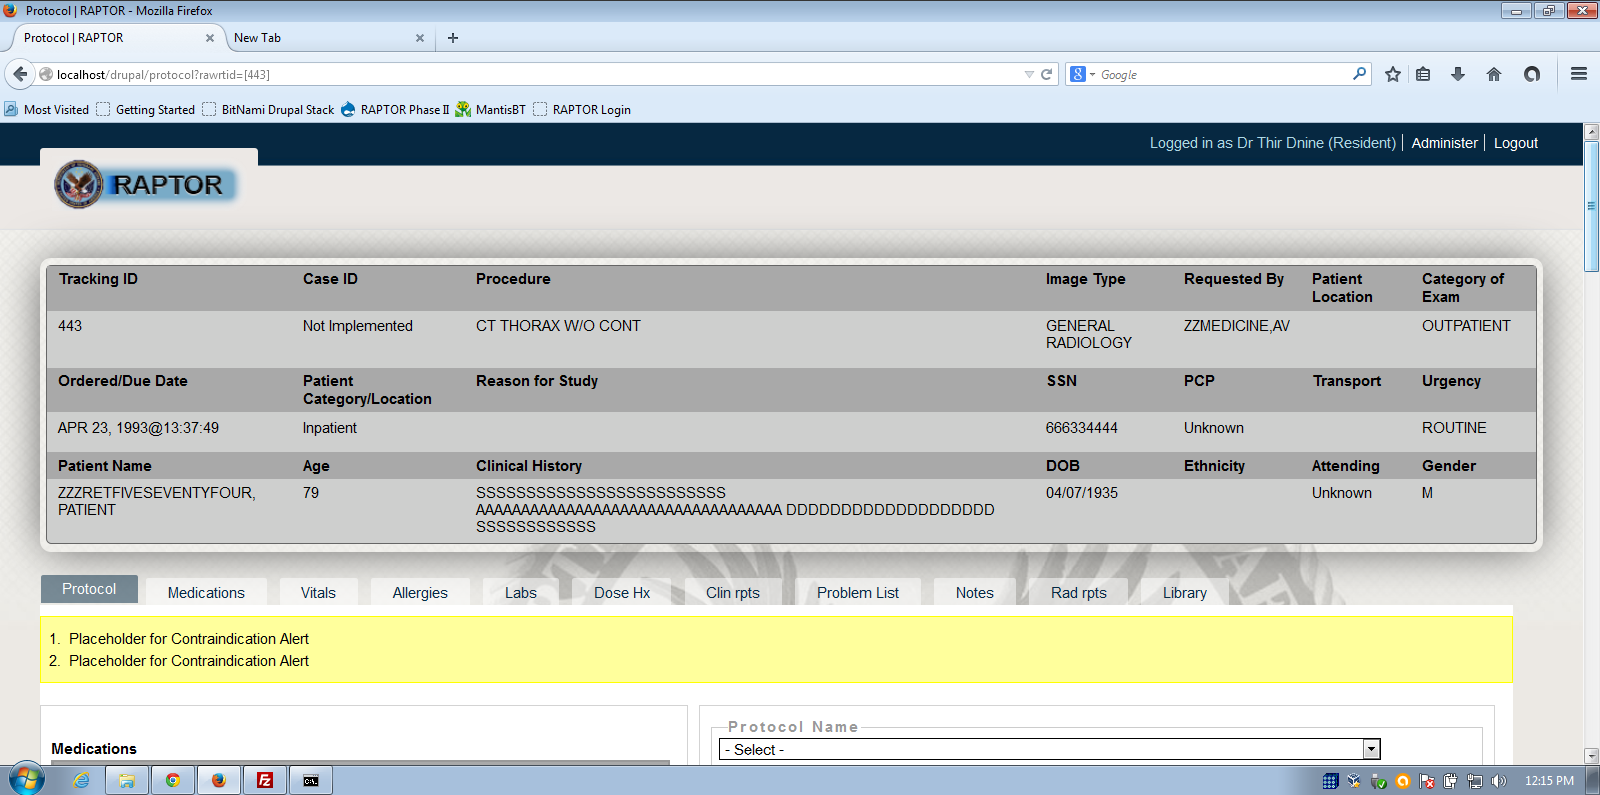 Protocol | RAPTOR - Mozilla Firefox
Protocol | RAPTOR
New Tab
localhost/drupal/protocol?rawrtid=[443]
8 Google
Most Visited Getting Started BitNami Drupal Stack RAPTOR Phase II MantisBT RAPTOR Login
Logged in as Dr Thir Dnine (Resident) | Administer | Logout
RAPTOR
Tracking ID Case ID Procedure Image Type Requested By Patient Location Category of Exam
443 Not Implemented CT THORAX W/O CONT GENERAL RADIOLOGY ZZMEDICINE,AV OUTPATIENT
Ordered/Due Date Patient Category/Location Reason for Study SSN PCP Transport Urgency
APR 23, 1993@13:37:49 Inpatient 666334444 Unknown ROUTINE
Patient Name Age Clinical History DOB Ethnicity Attending Gender
ZZZRETFIVESEVENTYFOUR, PATIENT 79 SSSSSSSSSSSSSSSSSSSSSSSSS AAAAAAAAAAAAAAAAAAAAAAAAAAAAAAAAAA DDDDDDDDDDDDDDDDDDD SSSSSSSSSSSS 04/07/1935 Unknown M
Protocol Medications Vitals Allergies Labs Dose Hx Clin rpts Problem List Notes Rad rpts Library
1. Placeholder for Contraindication Alert
2. Placeholder for Contraindication Alert
Medications
Protocol Name
- Select -
12:15 PM